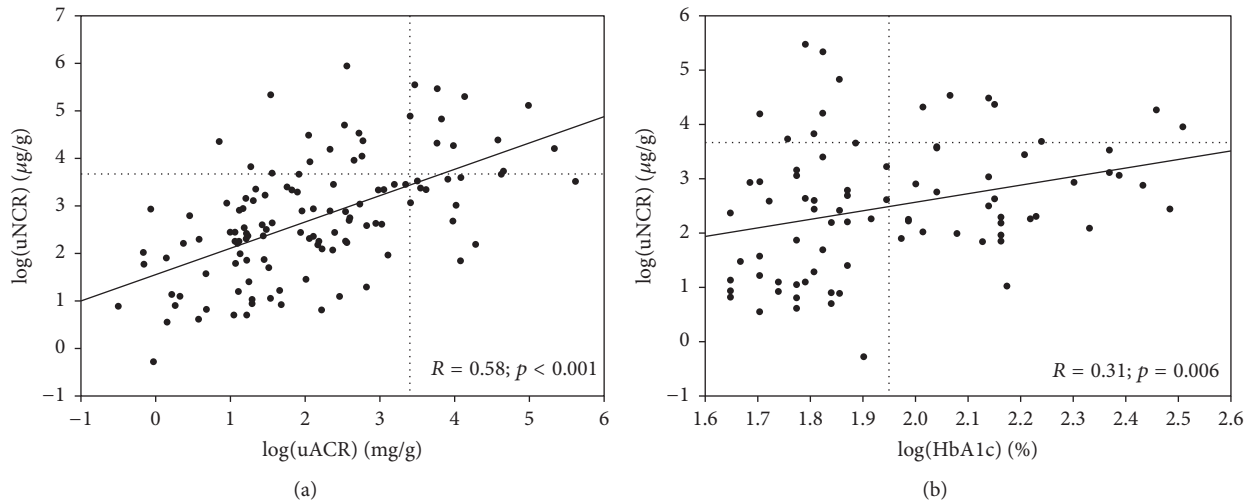 7
6
5
4
3
2
1
0
−1
log(uNCR) (μg/g)
−1 0 1 2 3 4 5 6
log(uACR) (mg/g)
R = 0.58; p < 0.001
(a)
6
5
4
3
2
1
0
−1
log(uNCR) (μg/g)
1.6 1.7 1.8 1.9 2.0 2.1 2.2 2.3 2.4 2.5 2.6
log(HbA1c) (%)
R = 0.31; p = 0.006
(b)